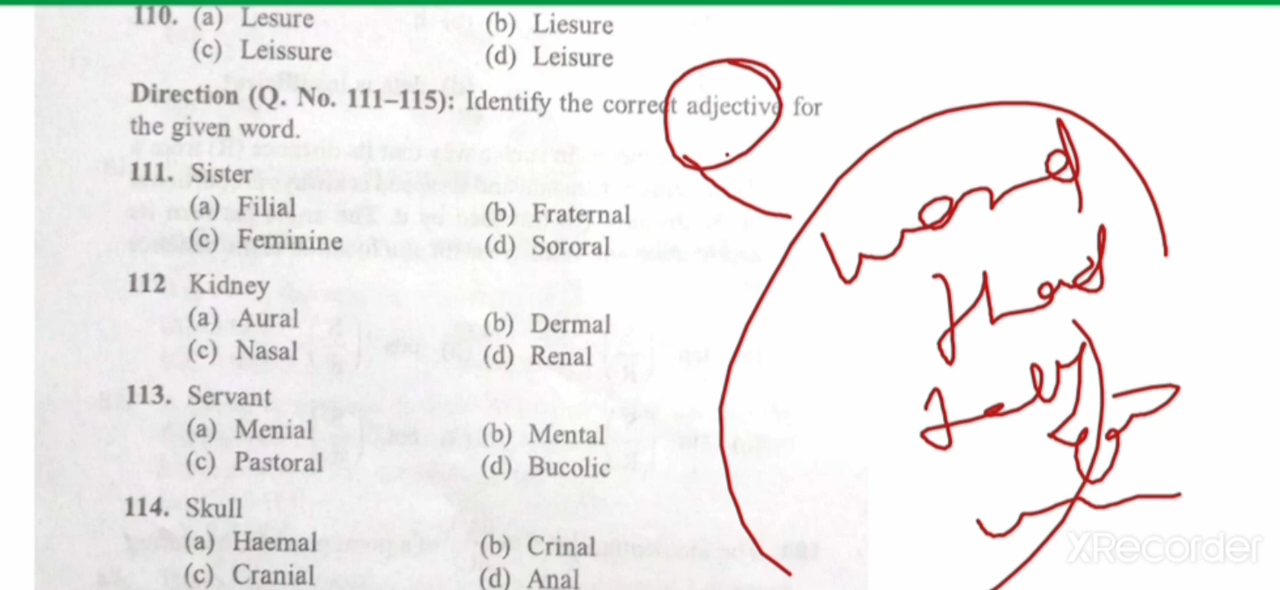 110. (a) Lesure (b) Liesure
(c) Leissure (d) Leisure
Direction (Q. No. 111–115): Identify the correct adjective for
the given word.
111. Sister
(a) Filial (b) Fraternal
(c) Feminine (d) Sororal
112 Kidney
(a) Aural (b) Dermal
(c) Nasal (d) Renal
113. Servant
(a) Menial (b) Mental
(c) Pastoral (d) Bucolic
114. Skull
(a) Haemal (b) Crinal
(c) Cranial (d) Anal
word
XRecorder